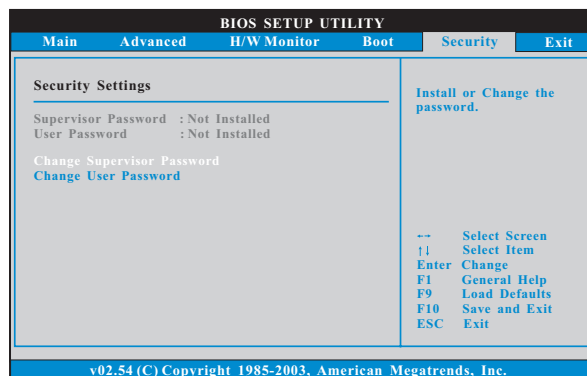 BIOS SETUP UTILITY
Main Advanced H/W Monitor Boot Security Exit
Security Settings
Supervisor Password : Not Installed
User Password : Not Installed
Change Supervisor Password
Change User Password
Install or Change the
password.
←→ Select Screen
↑↓ Select Item
Enter Change
F1 General Help
F9 Load Defaults
F10 Save and Exit
ESC Exit
v02.54 (C) Copyright 1985-2003, American Megatrends, Inc.